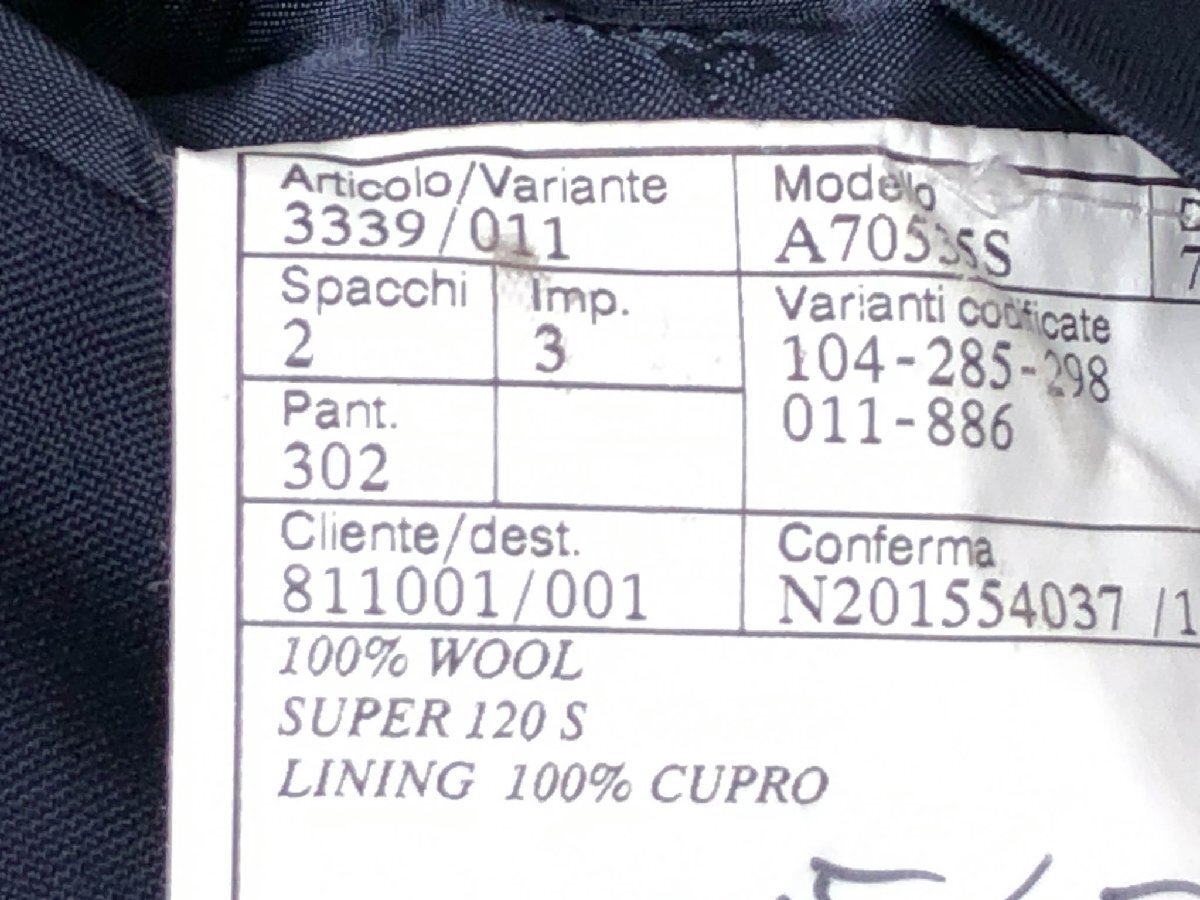 Articolo/Variante
3339/011
Modello
Spacchi
2
Imp.
3
Varianti codificate
104-285-298
011-886
Pant.
302
Cliente/dest.
811001/001
Conferma
N201554037 /1
100% WOOL
SUPER 120 S
LINING 100% CUPRO